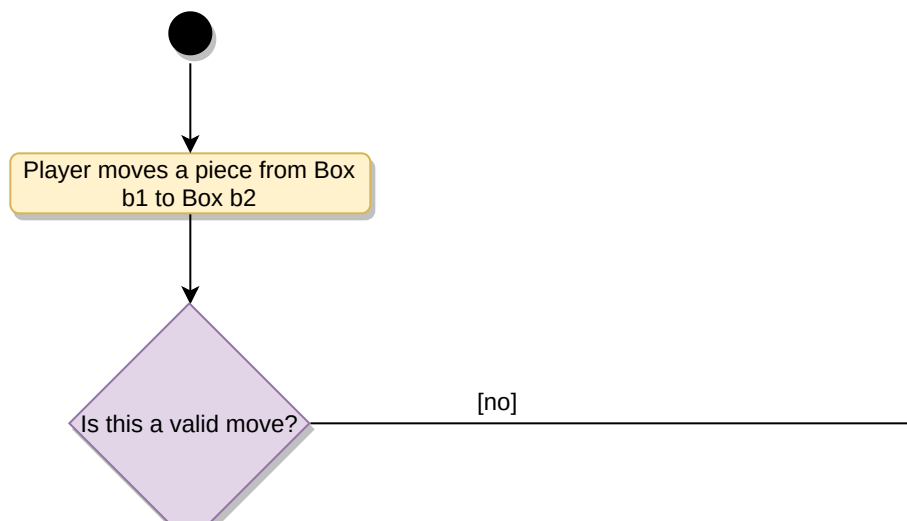 Player moves a piece from Box
b1 to Box b2
[no]
Is this a valid move?